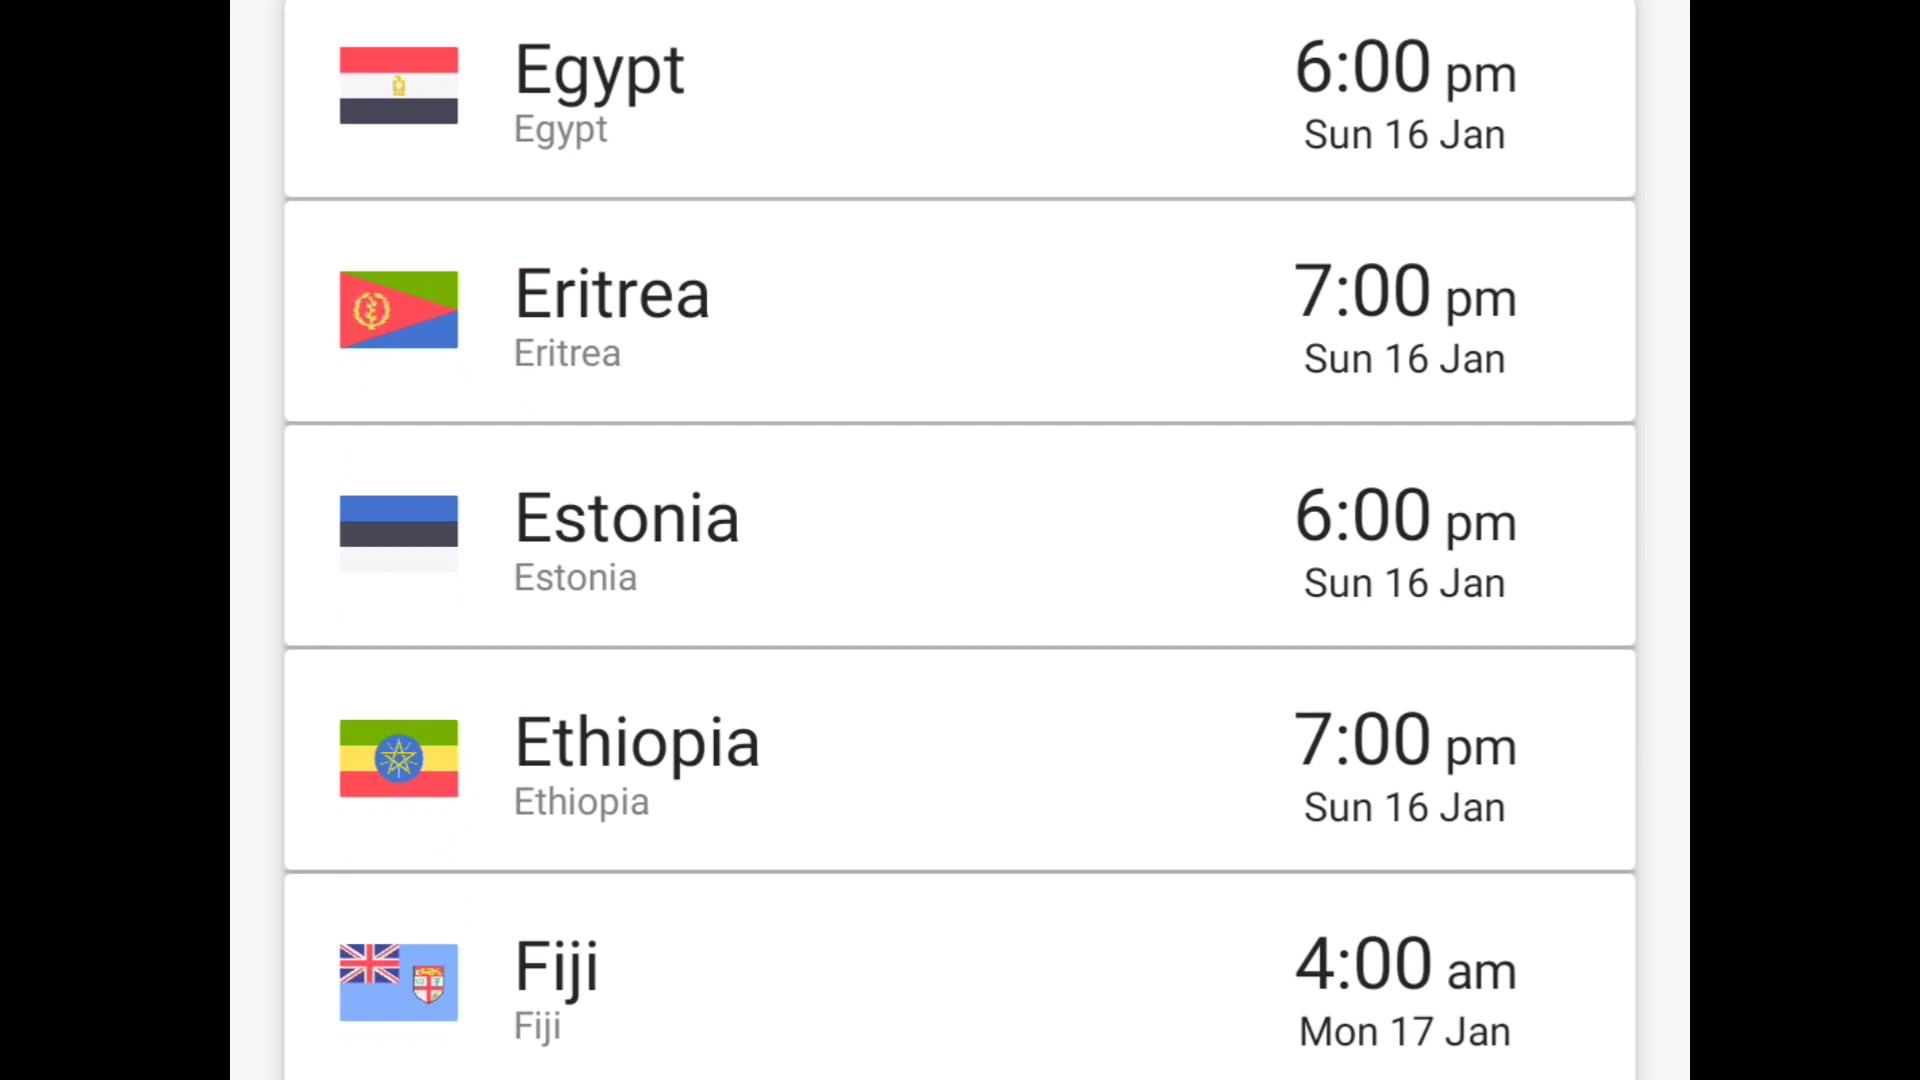 Egypt
Egypt
6:00 pm
Sun 16 Jan
Eritrea
Eritrea
7:00 pm
Sun 16 Jan
Estonia
Estonia
6:00 pm
Sun 16 Jan
Ethiopia
Ethiopia
7:00 pm
Sun 16 Jan
Fiji
Fiji
4:00 am
Mon 17 Jan